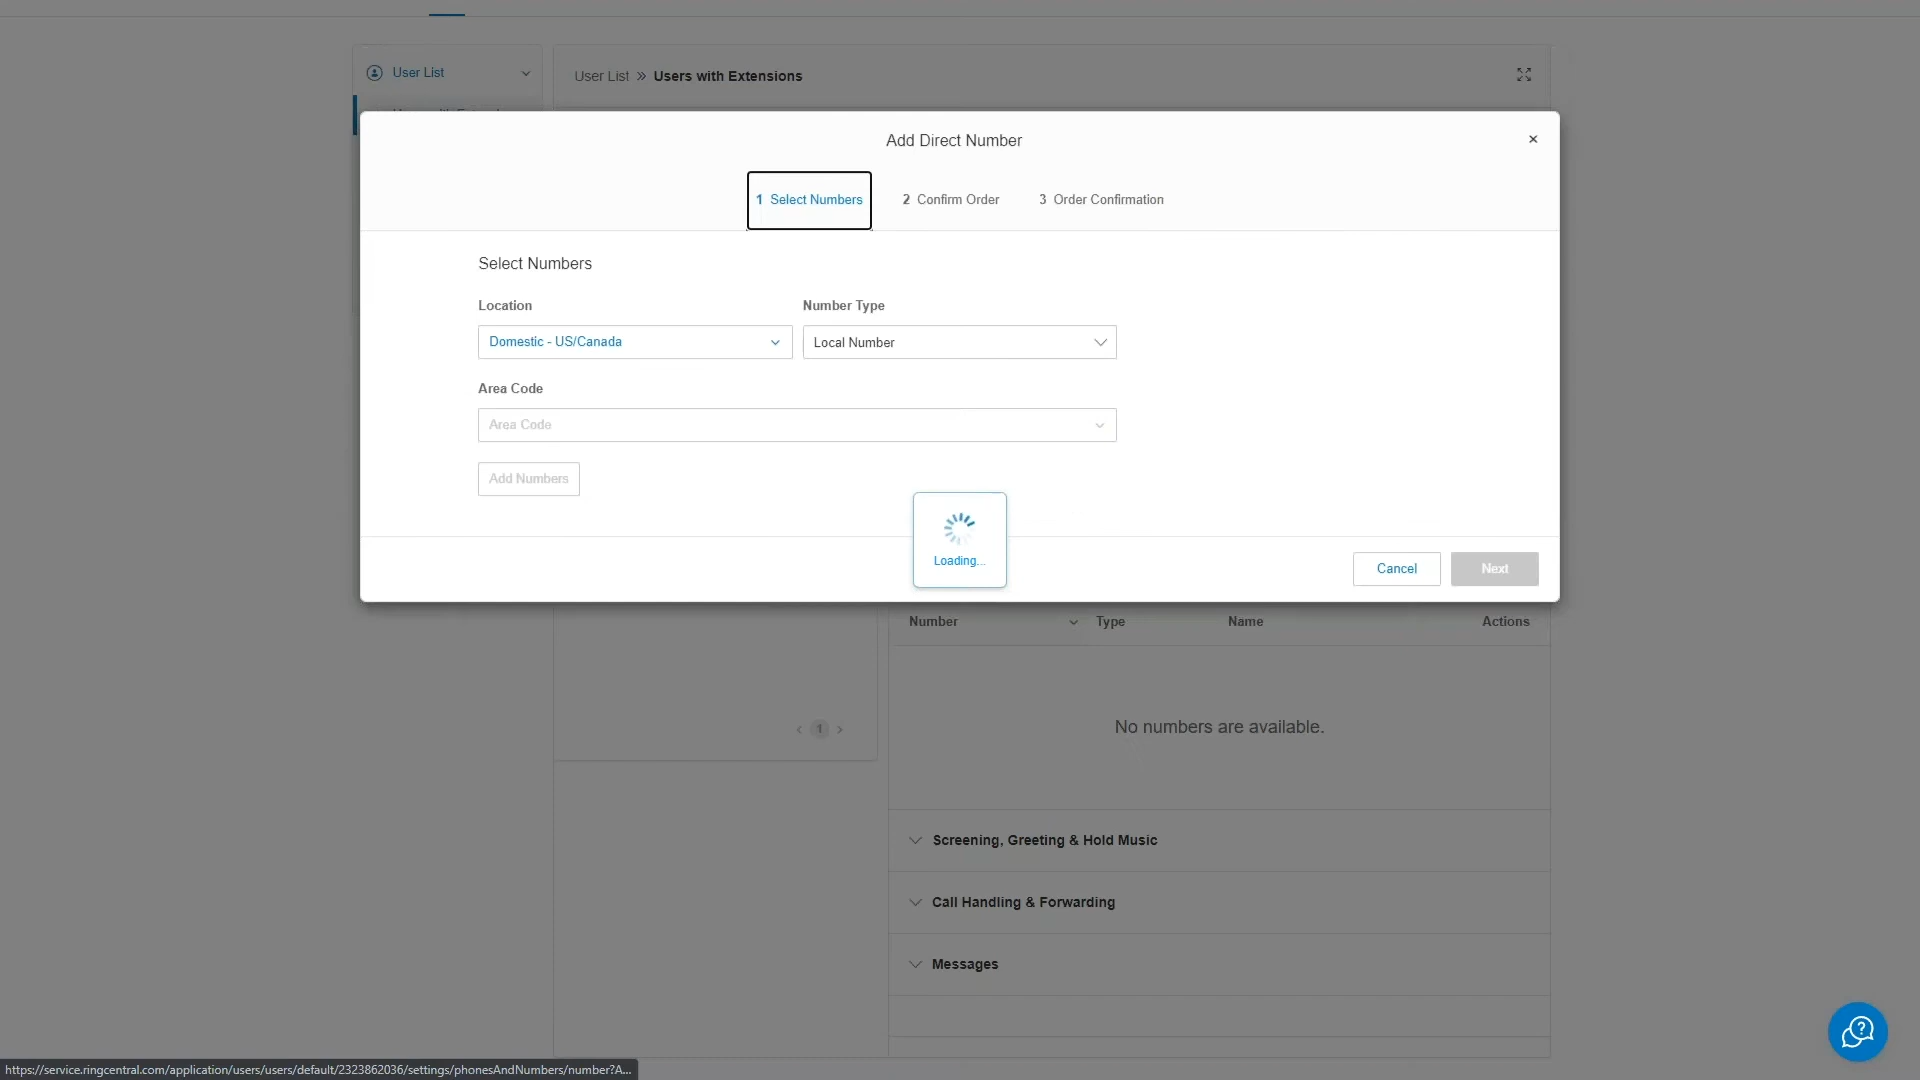 User List
User List » Users with Extensions
Add Direct Number
×
1 Select Numbers
2 Confirm Order
3 Order Confirmation
Select Numbers
Location
Number Type
Domestic - US/Canada
Local Number
Area Code
Area Code
Add Numbers
Loading...
Cancel
Next
Number
Type
Name
Actions
No numbers are available.
‹ 1 ›
Screening, Greeting & Hold Music
Call Handling & Forwarding
Messages
https://service.ringcentral.com/application/users/users/default/2323862036/settings/phonesAndNumbers/number?A...